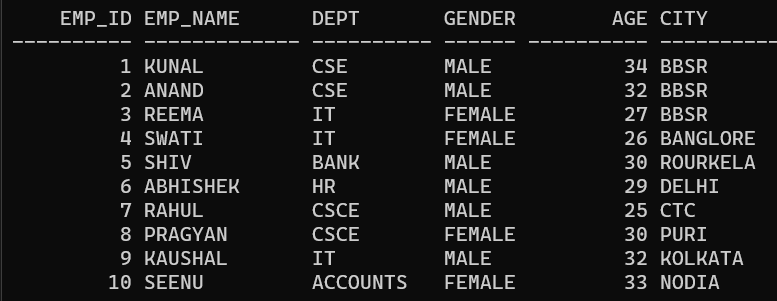 EMP_ID EMP_NAME DEPT GENDER AGE CITY
---------- ------------- ---------- ------ ---------- ----------
1 KUNAL CSE MALE 34 BBSR
2 ANAND CSE MALE 32 BBSR
3 REEMA IT FEMALE 27 BBSR
4 SWATI IT FEMALE 26 BANGLORE
5 SHIV BANK MALE 30 ROURKELA
6 ABHISHEK HR MALE 29 DELHI
7 RAHUL CSCE MALE 25 CTC
8 PRAGYAN CSCE FEMALE 30 PURI
9 KAUSHAL IT MALE 32 KOLKATA
10 SEENU ACCOUNTS FEMALE 33 NODIA